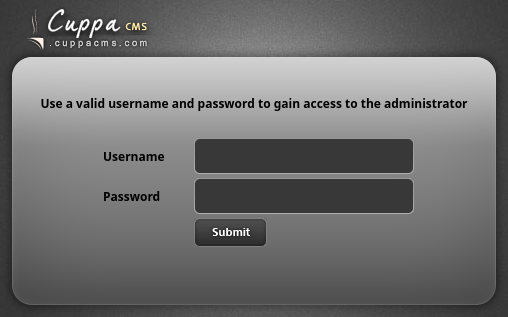 Cuppa CMS
.cuppacms.com
Use a valid username and password to gain access to the administrator
Username
Password
Submit